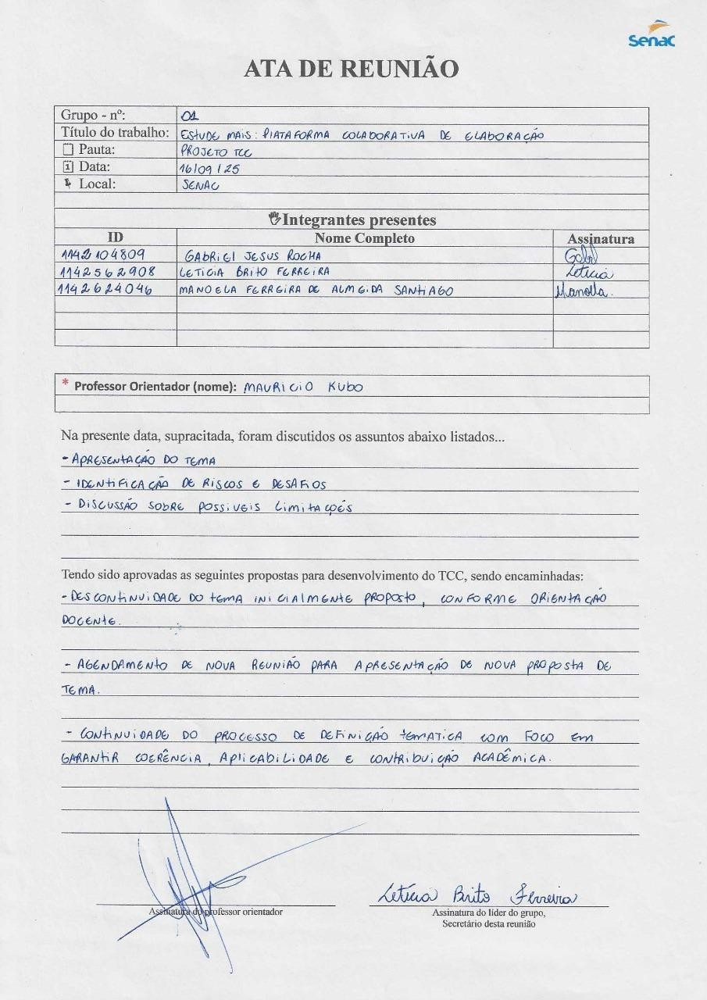 Senac
ATA DE REUNIÃO
Grupo - nº: 01
Título do trabalho: ESTUDE MAIS: PLATAFORMA COLABORATIVA DE ELABORAÇÃO
Pauta: PROJETO TCC
Data: 16/09/25
Local: SENAC
Integrantes presentes
ID Nome Completo Assinatura
1142104809 GABRIEL JESUS ROCHA Gabriel
1142562908 LETICIA BRITO FERREIRA Letícia
1142624046 MANOELA FERREIRA DE ALMEIDA SANTIAGO Manoella.
* Professor Orientador (nome): MAURICIO KUBO
Na presente data, supracitada, foram discutidos os assuntos abaixo listados...
- APRESENTAÇÃO DO TEMA
- IDENTIFICAÇÃO DE RISCOS E DESAFIOS
- DISCUSSÃO SOBRE POSSIVEIS LIMITAÇÕES
Tendo sido aprovadas as seguintes propostas para desenvolvimento do TCC, sendo encaminhadas:
- DESCONTINUIDADE DO TEMA INICIALMENTE PROPOSTO, CONFORME ORIENTAÇÃO
DOCENTE.
- AGENDAMENTO DE NOVA REUNIÃO PARA APRESENTAÇÃO DE NOVA PROPOSTA DE
TEMA.
- CONTINUIDADE DO PROCESSO DE DEFINIÇÃO TEMATICA COM FOCO EM
GARANTIR COERÊNCIA, APLICABILIDADE E CONTRIBUIÇÃO ACADÊMICA.
Letícia Brito Ferreira
Assinatura do professor orientador
Assinatura do líder do grupo,
Secretário desta reunião